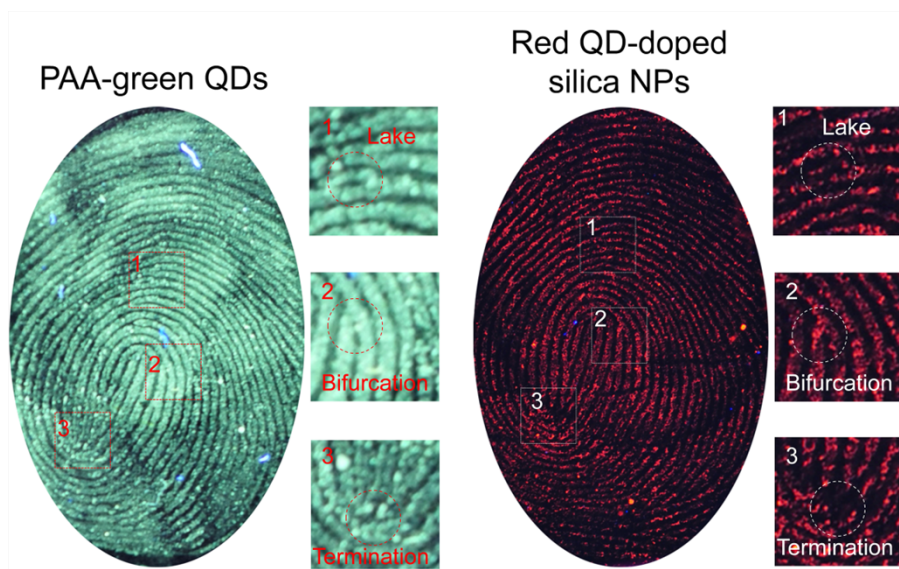 PAA-green QDs
1
2
3
1
Lake
2
Bifurcation
3
Termination
Red QD-doped
silica NPs
1
2
3
1
Lake
2
Bifurcation
3
Termination